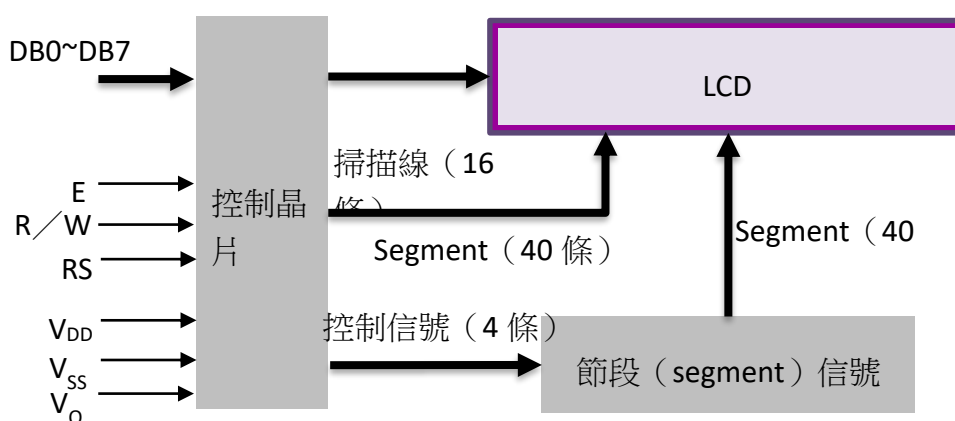 DB0~DB7
LCD
掃描線（16
條）
E
R／W
RS
控制晶
片
Segment（40 條）
Segment（40
VDD
VSS
VO
控制信號（4 條）
節段（segment）信號